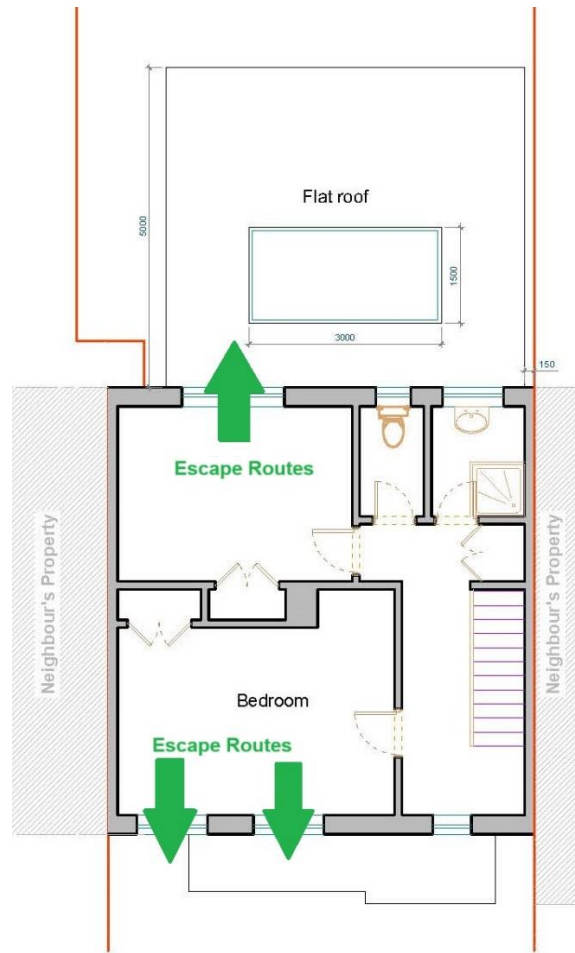 Flat roof
5000
1500
3000
150
Escape Routes
Neighbour's Property
Neighbour's Property
Bedroom
Escape Routes